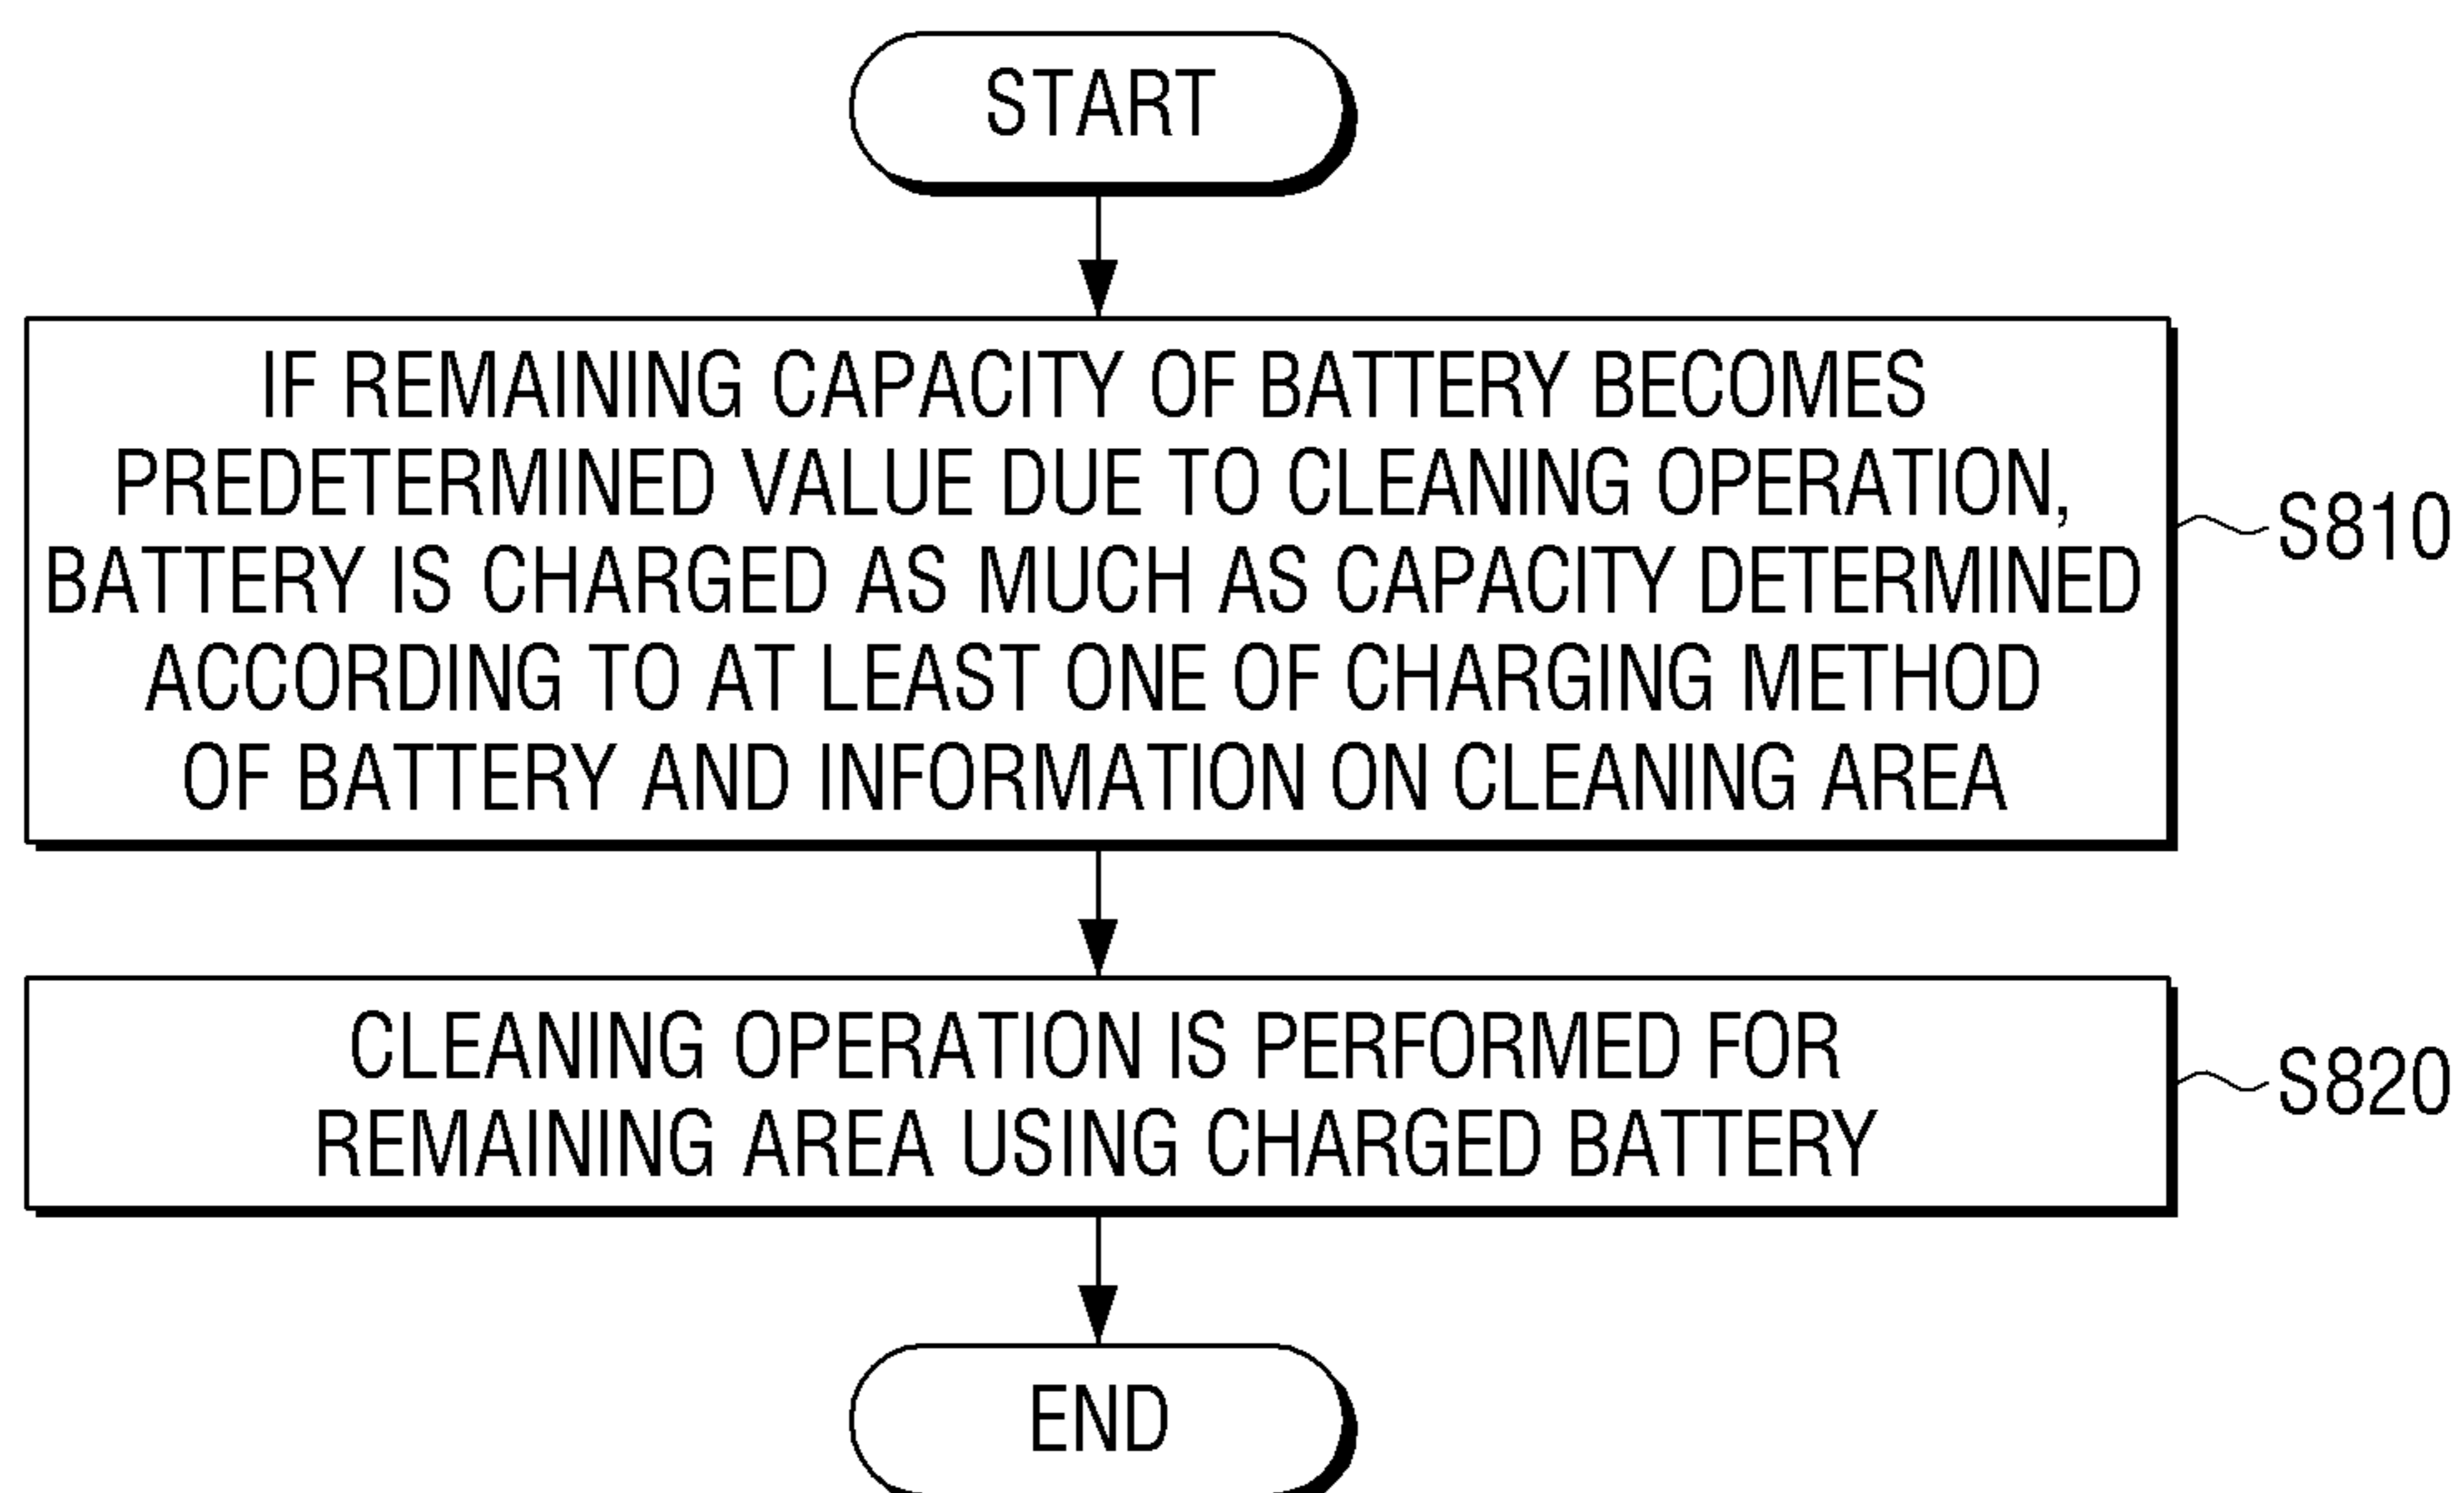 START
IF REMAINING CAPACITY OF BATTERY BECOMES
PREDETERMINED VALUE DUE TO CLEANING OPERATION,
BATTERY IS CHARGED AS MUCH AS CAPACITY DETERMINED
ACCORDING TO AT LEAST ONE OF CHARGING METHOD
OF BATTERY AND INFORMATION ON CLEANING AREA
S810
CLEANING OPERATION IS PERFORMED FOR
REMAINING AREA USING CHARGED BATTERY
S820
END